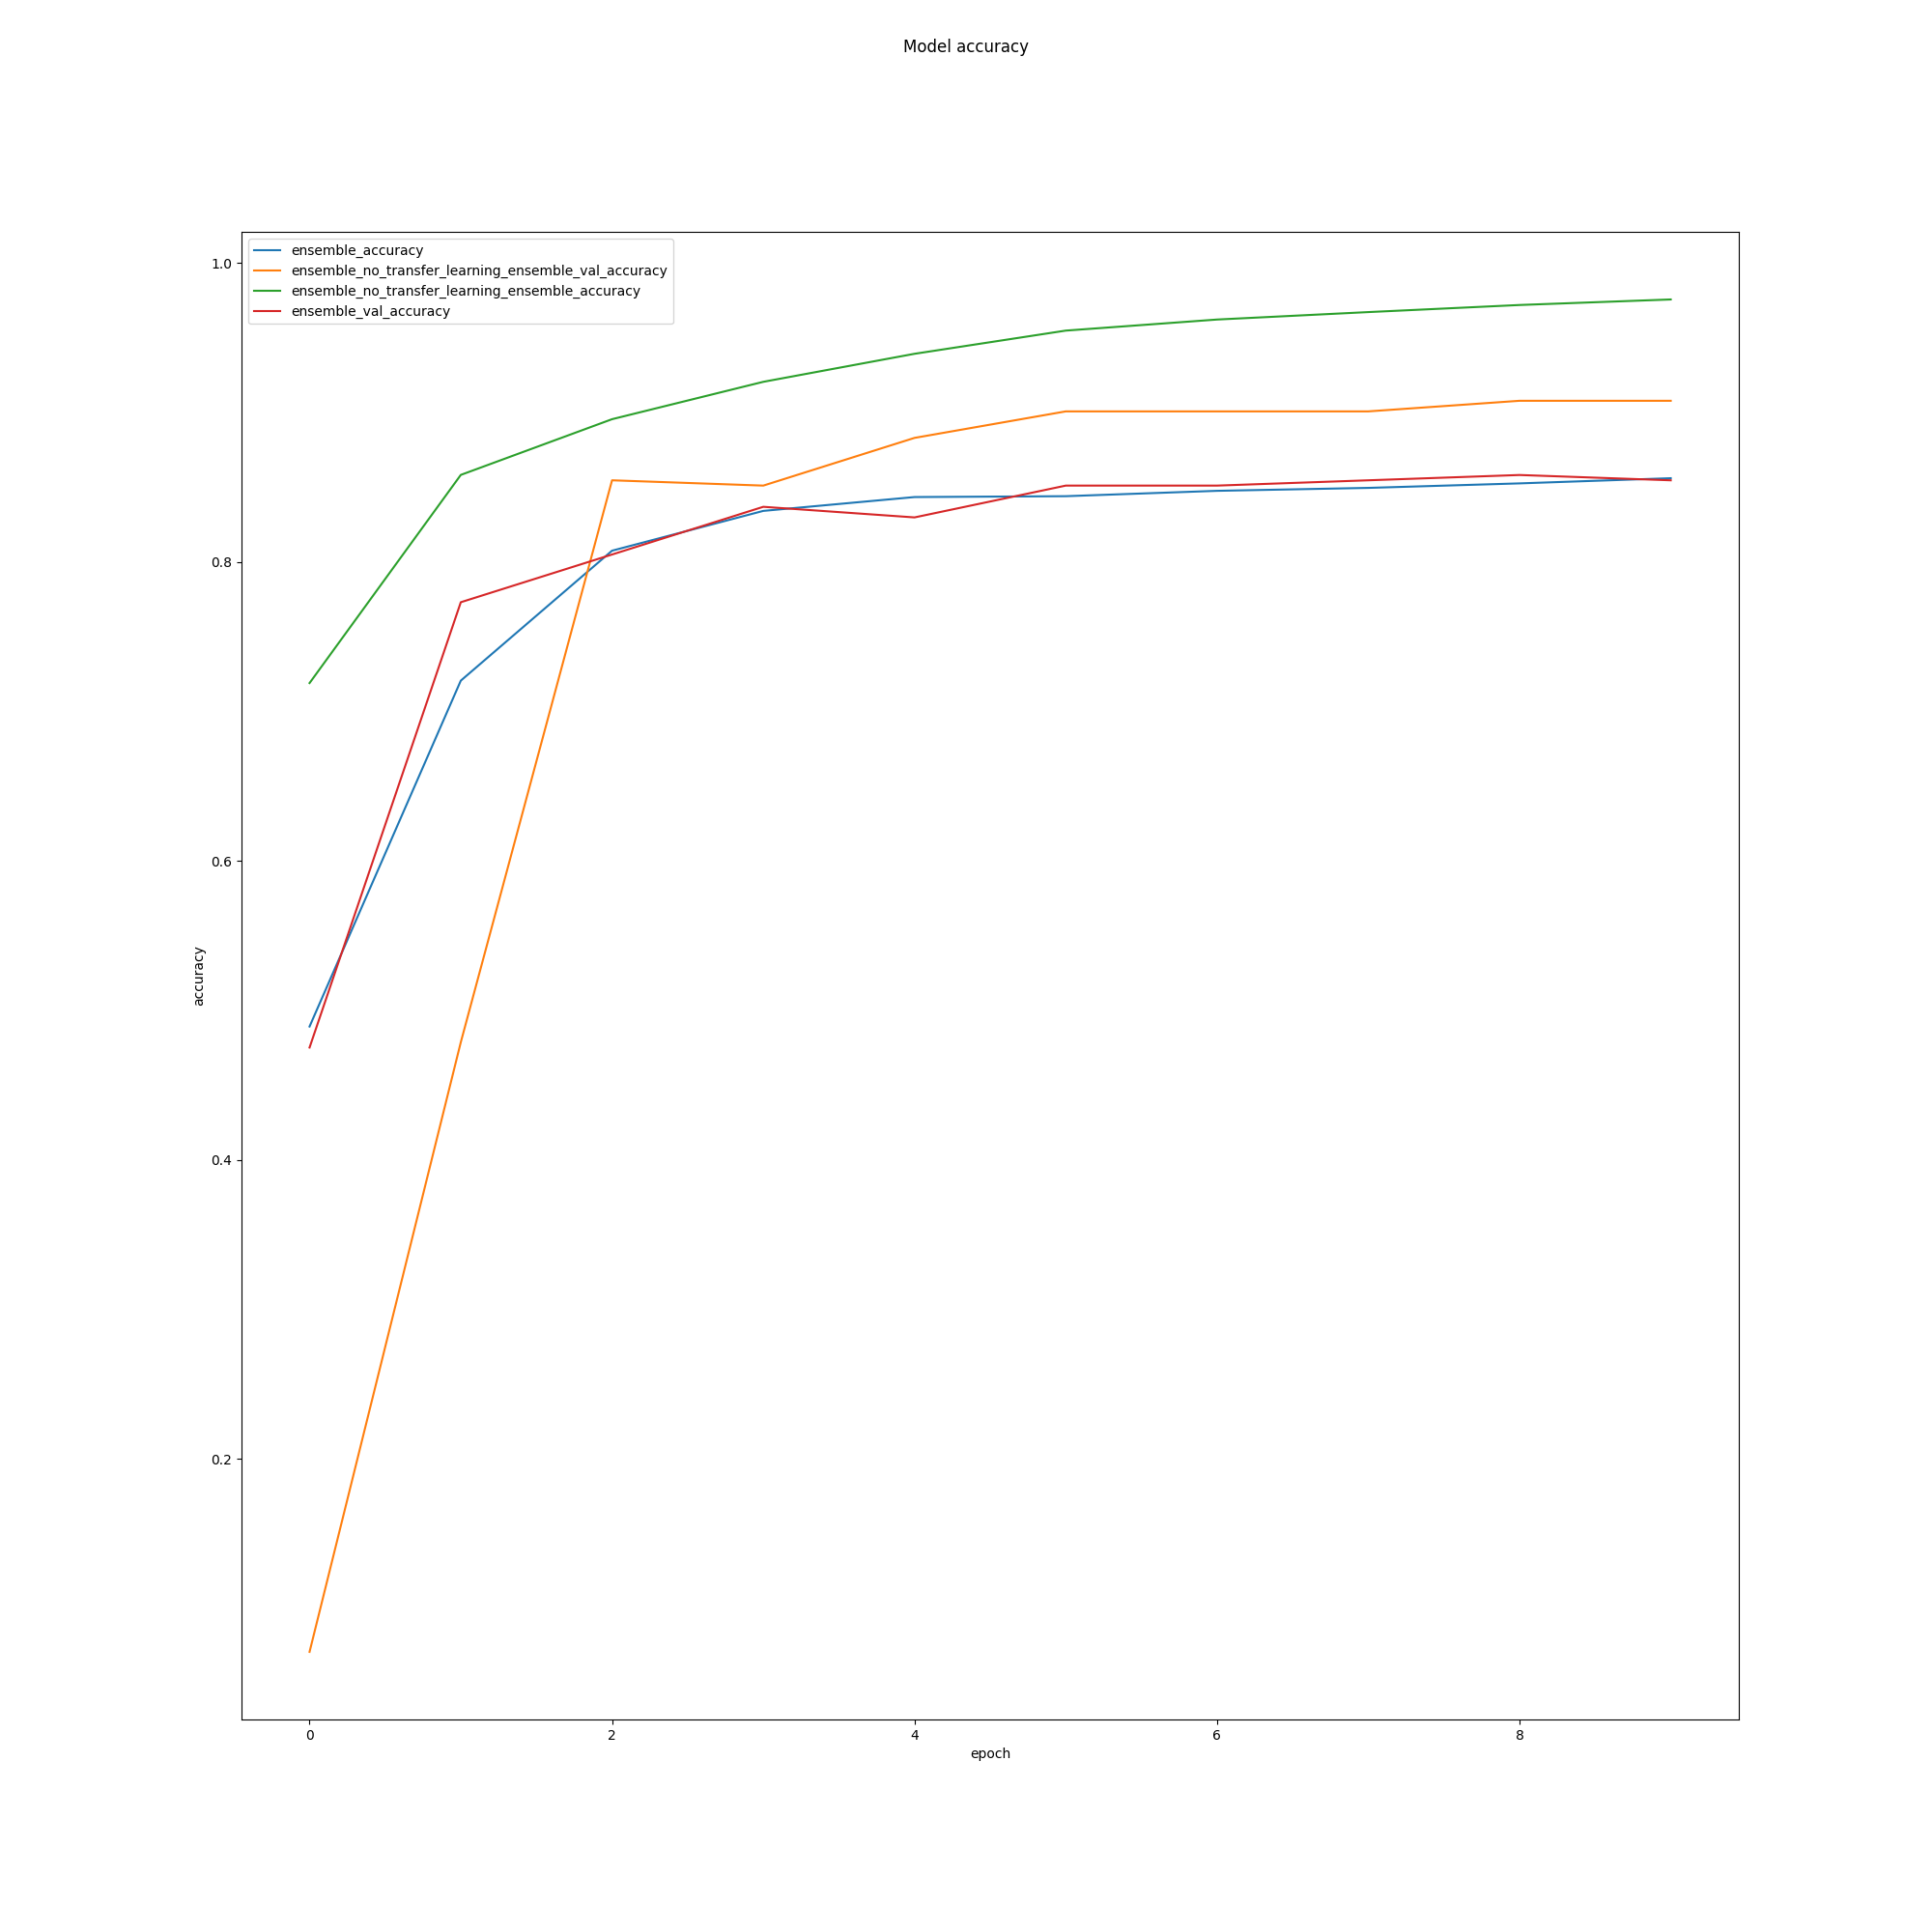 Model accuracy
ensemble_accuracy
ensemble_no_transfer_learning_ensemble_val_accuracy
ensemble_no_transfer_learning_ensemble_accuracy
ensemble_val_accuracy
1.0
0.8
0.6
0.4
0.2
accuracy
0 2 4 6 8
epoch